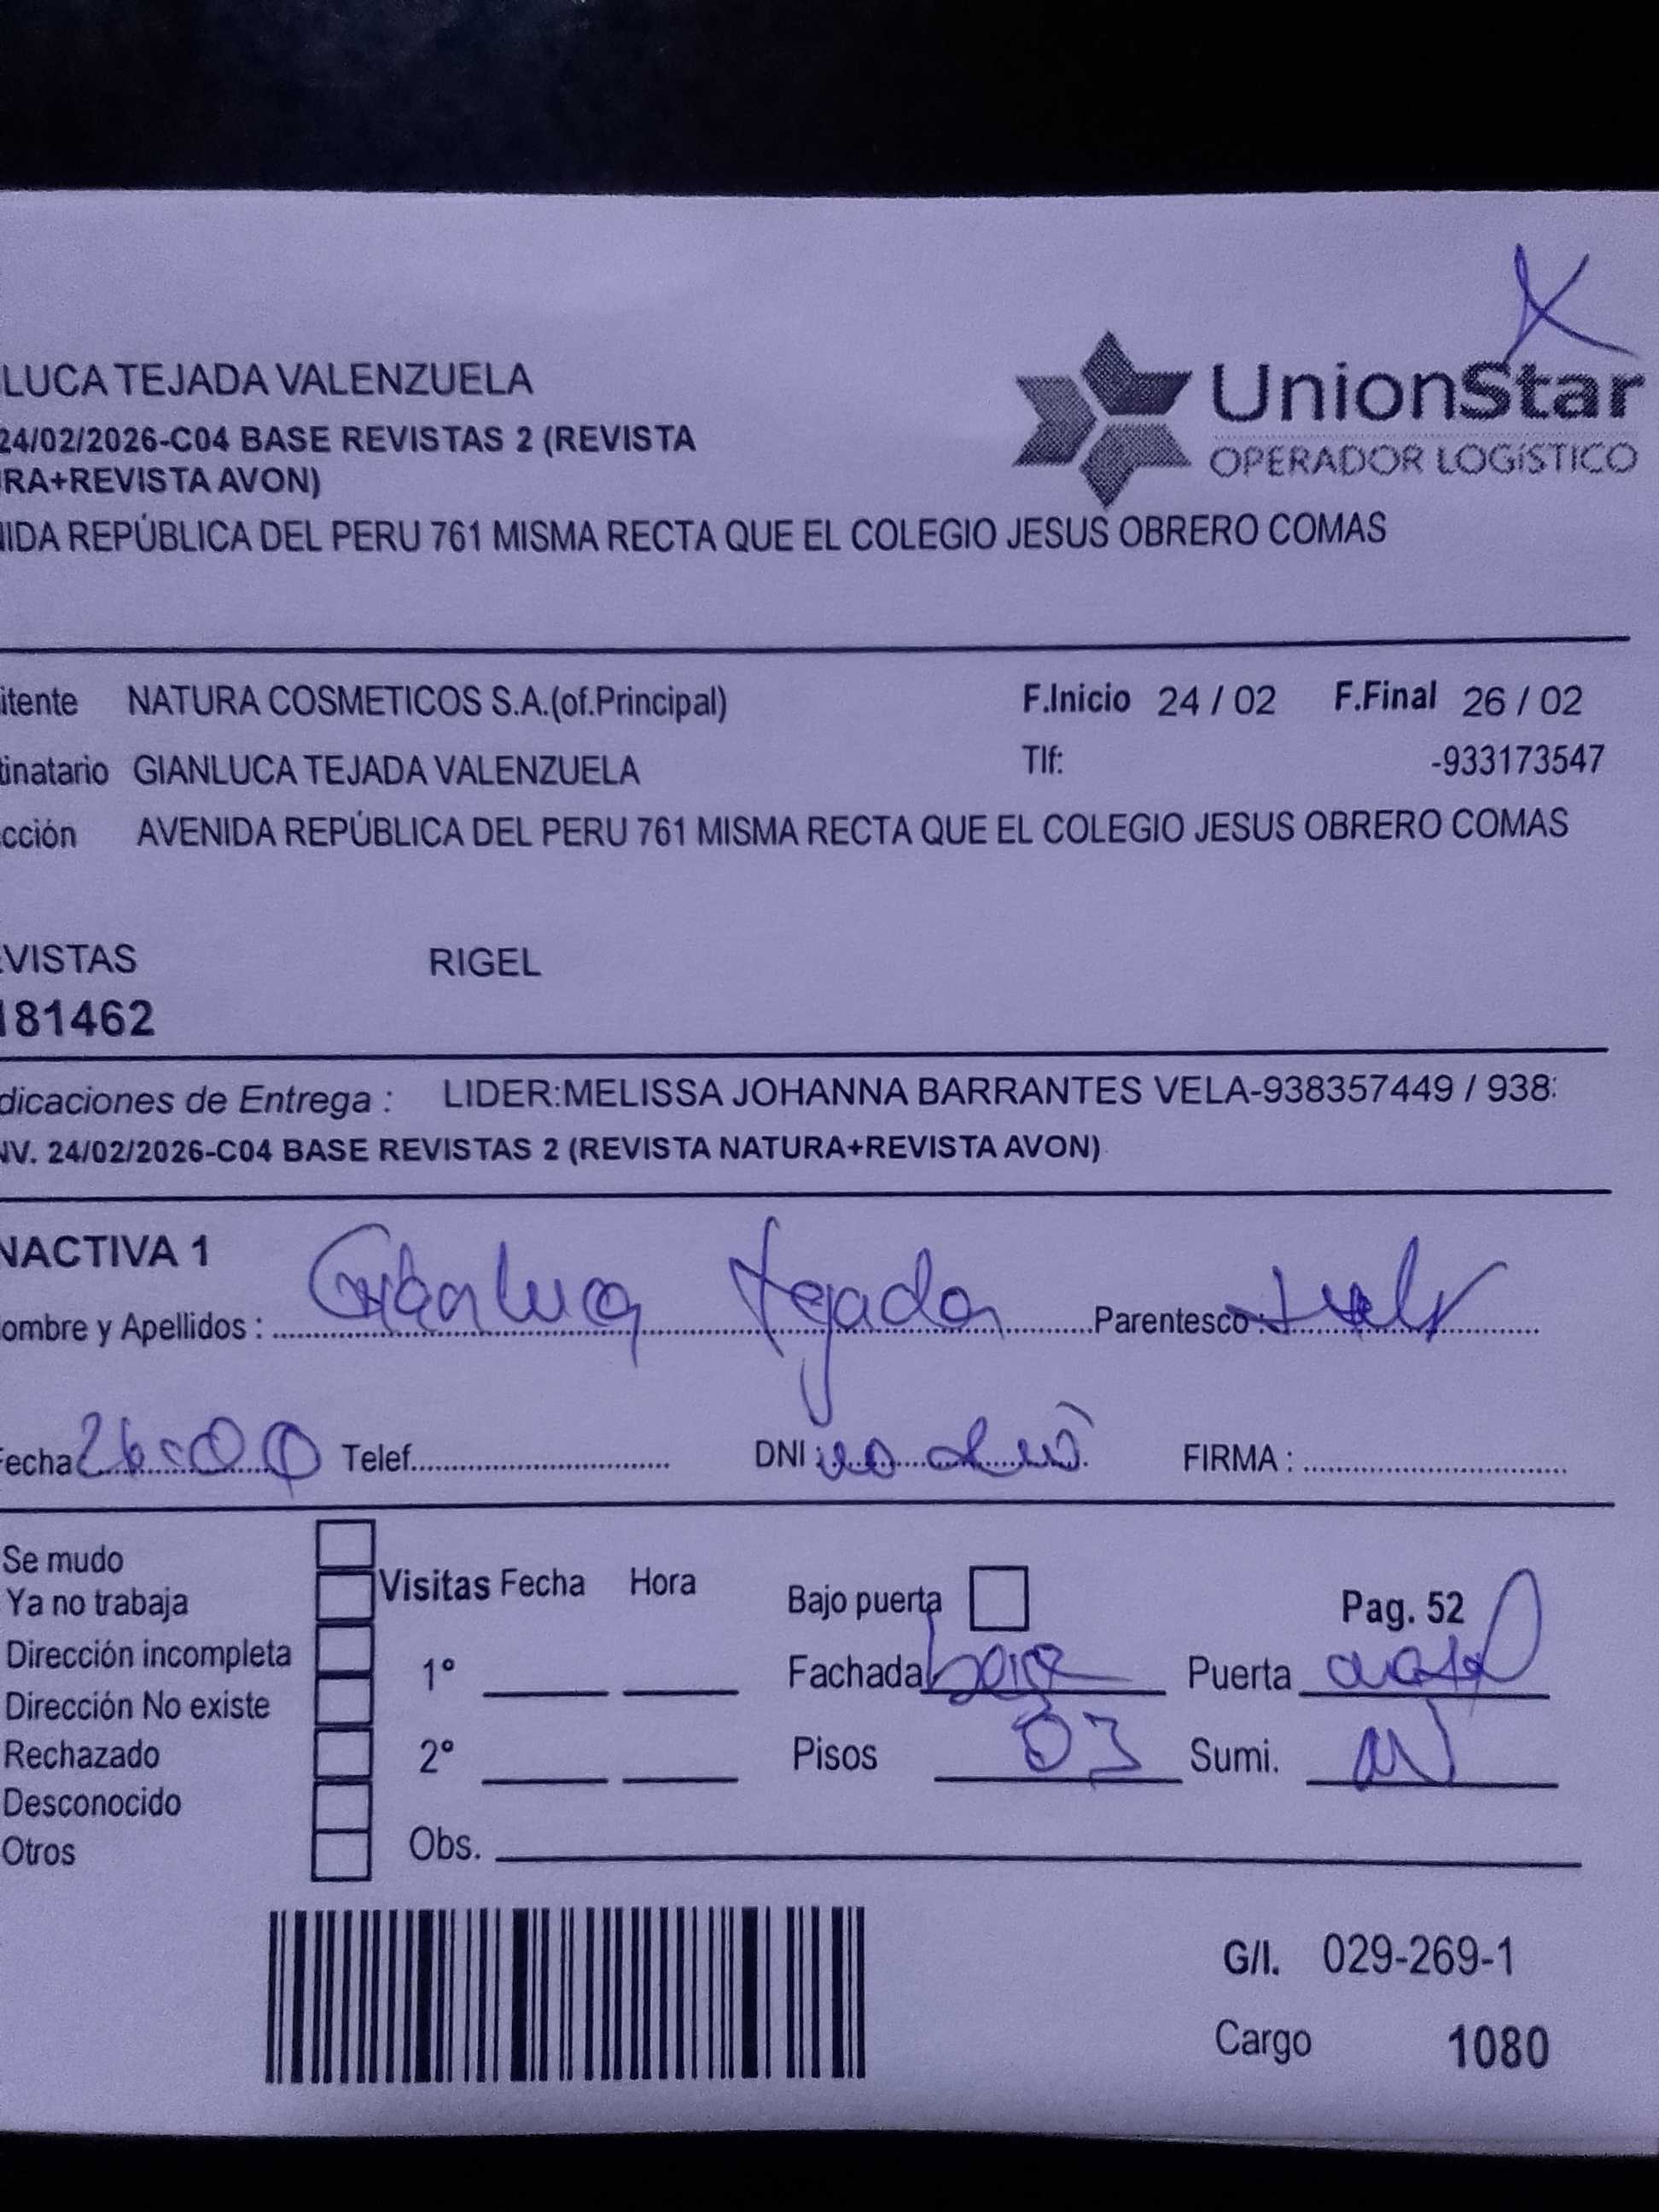 LUCA TEJADA VALENZUELA
UnionStar
24/02/2026-C04 BASE REVISTAS 2 (REVISTA
OPERADOR LOGÍSTICO
RA+REVISTA AVON)
NIDA REPÚBLICA DEL PERU 761 MISMA RECTA QUE EL COLEGIO JESUS OBRERO COMAS
itente NATURA COSMETICOS S.A.(of.Principal) F.Inicio 24 / 02 F.Final 26 / 02
tinatario GIANLUCA TEJADA VALENZUELA Tlf: -933173547
cción AVENIDA REPÚBLICA DEL PERU 761 MISMA RECTA QUE EL COLEGIO JESUS OBRERO COMAS
EVISTAS RIGEL
181462
dicaciones de Entrega : LIDER:MELISSA JOHANNA BARRANTES VELA-938357449 / 938
NV. 24/02/2026-C04 BASE REVISTAS 2 (REVISTA NATURA+REVISTA AVON)
NACTIVA 1
ombre y Apellidos : Gianluca Tejada Parentesco :
Fecha Telef. DNI : FIRMA :
Se mudo
Ya no trabaja Visitas Fecha Hora Bajo puerta Pag. 52
Dirección incompleta 1° Fachada beige Puerta
Dirección No existe
Rechazado 2° Pisos 03 Sumi.
Desconocido
Otros Obs.
G/I. 029-269-1
Cargo 1080